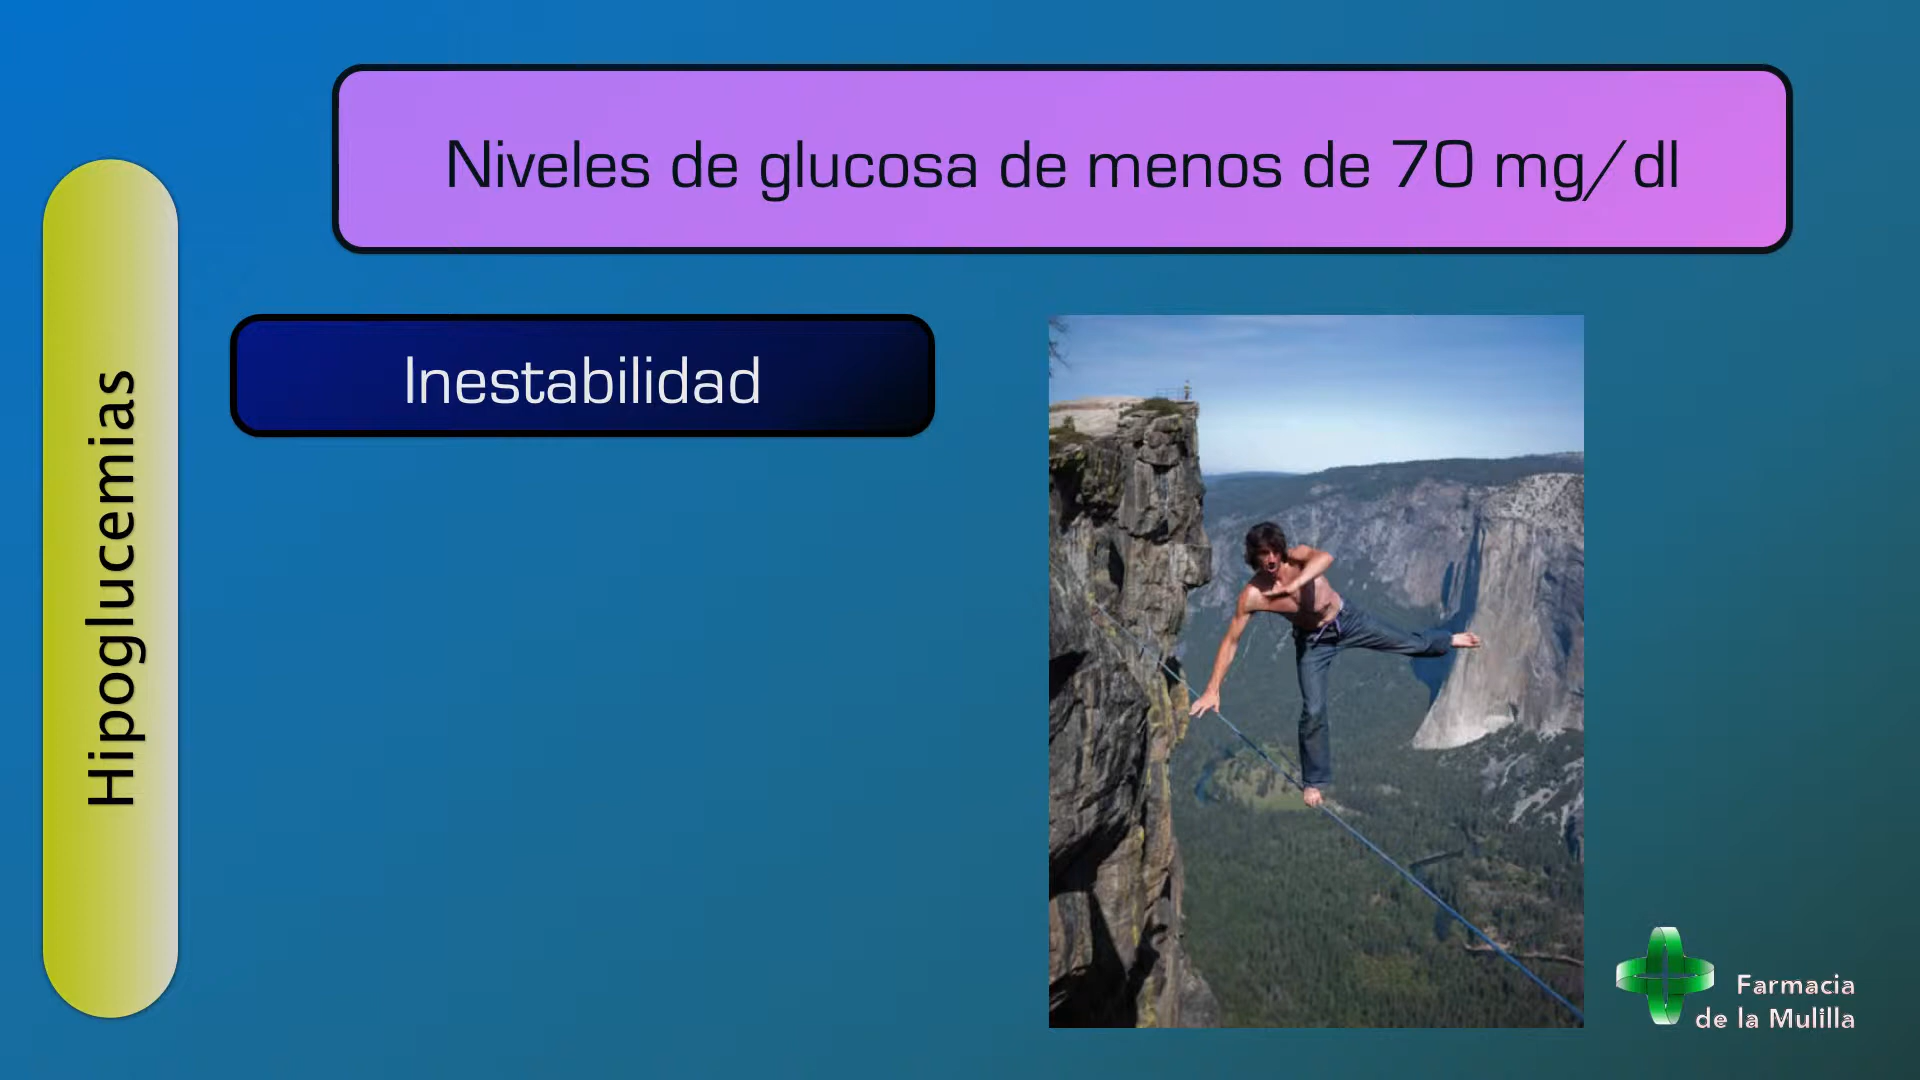 Niveles de glucosa de menos de 70 mg/dl
Hipoglucemias
Inestabilidad
Farmacia
de la Mulilla